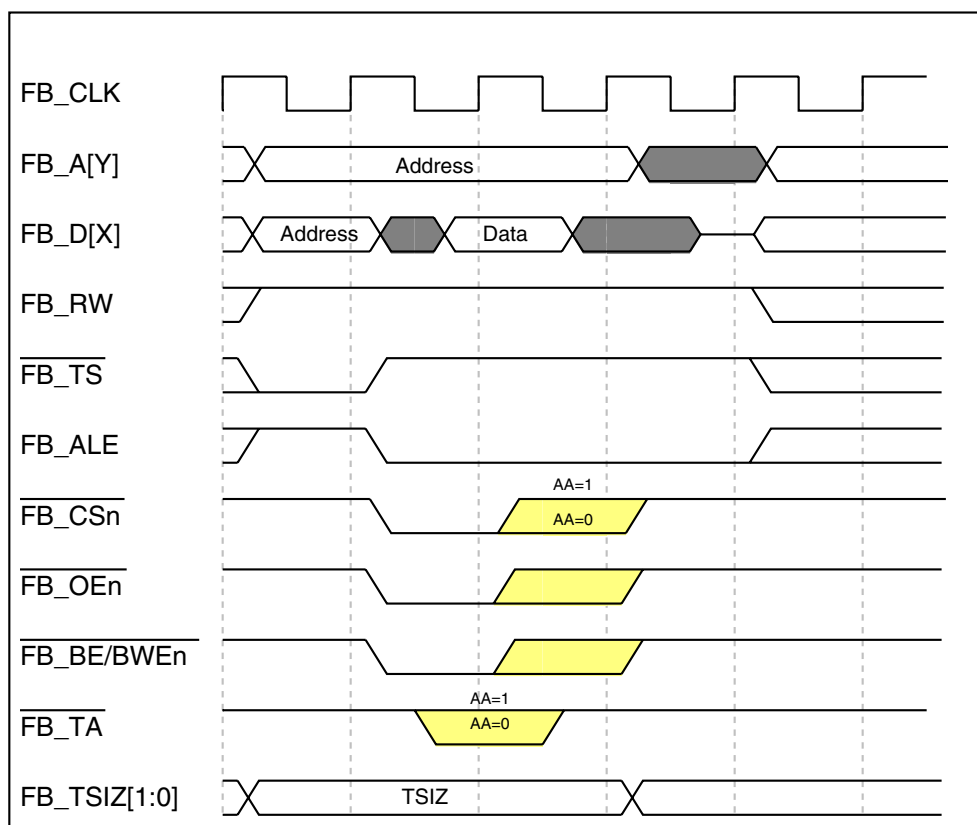 FB_CLK
FB_A[Y]
Address
FB_D[X]
Address
Data
FB_RW
FB_TS
FB_ALE
AA=1
FB_CSn
AA=0
FB_OEn
FB_BE/BWEn
AA=1
FB_TA
AA=0
FB_TSIZ[1:0]
TSIZ